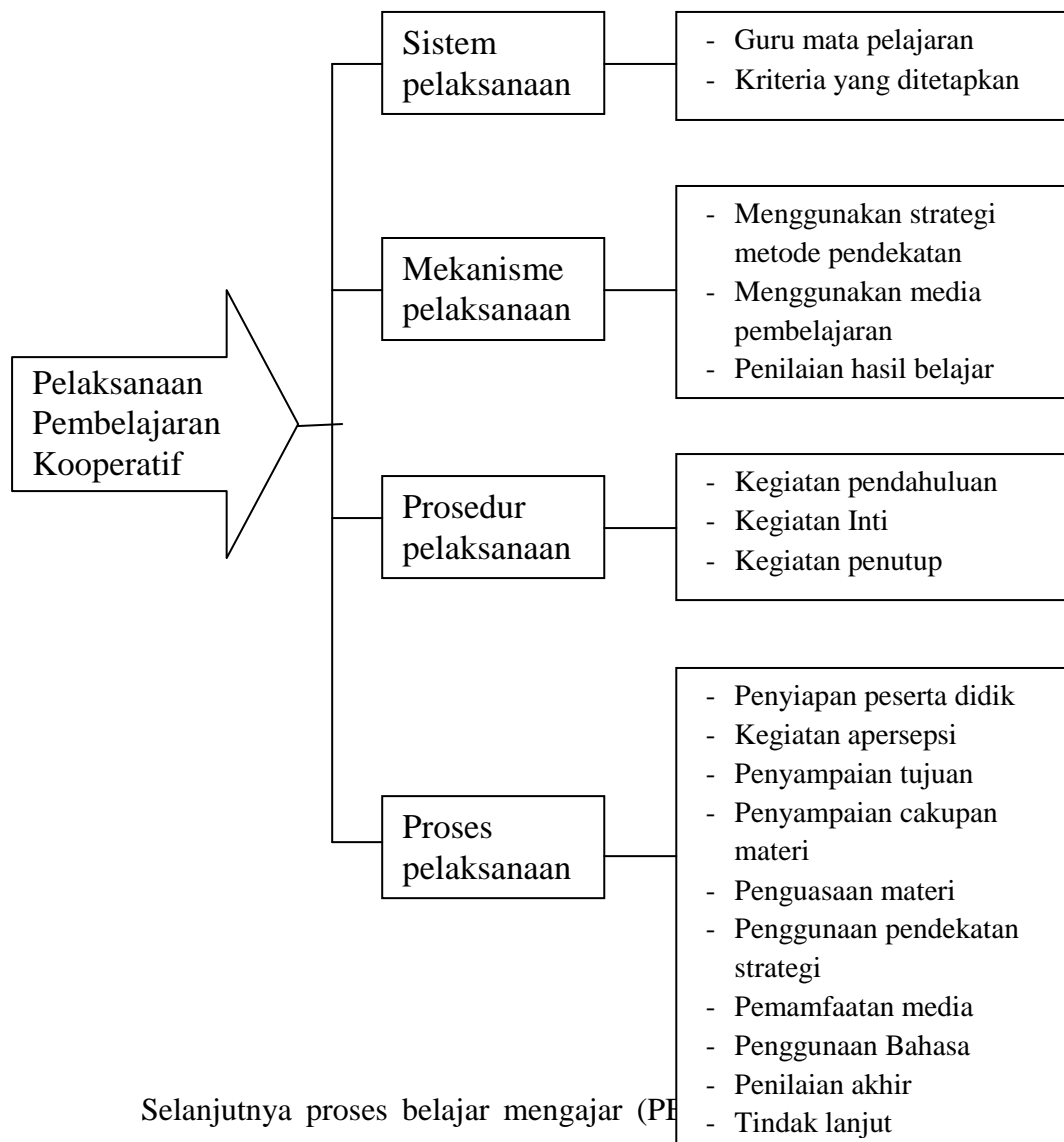 Pelaksanaan
Pembelajaran
Kooperatif
Sistem
pelaksanaan
- Guru mata pelajaran
- Kriteria yang ditetapkan
Mekanisme
pelaksanaan
- Menggunakan strategi
metode pendekatan
- Menggunakan media
pembelajaran
- Penilaian hasil belajar
Prosedur
pelaksanaan
- Kegiatan pendahuluan
- Kegiatan Inti
- Kegiatan penutup
Proses
pelaksanaan
- Penyiapan peserta didik
- Kegiatan apersepsi
- Penyampaian tujuan
- Penyampaian cakupan
materi
- Penguasaan materi
- Penggunaan pendekatan
strategi
- Pemamfaatan media
- Penggunaan Bahasa
- Penilaian akhir
- Tindak lanjut
Selanjutnya proses belajar mengajar